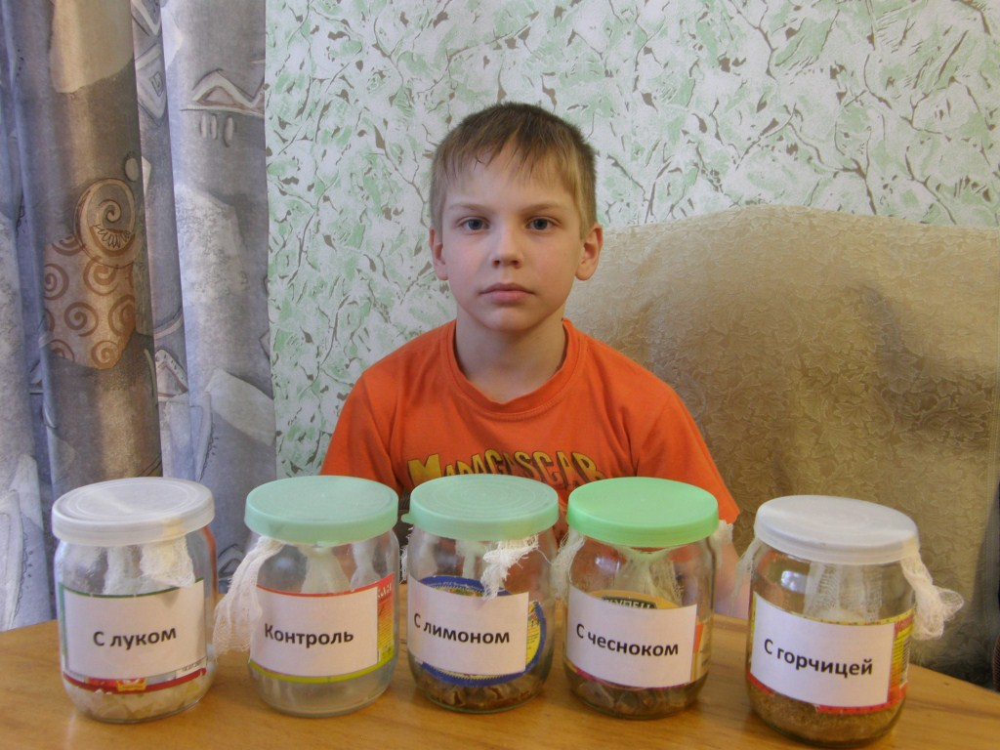 MADAGASCAR
С луком
Контроль
С лимоном
С чесноком
С горчицей